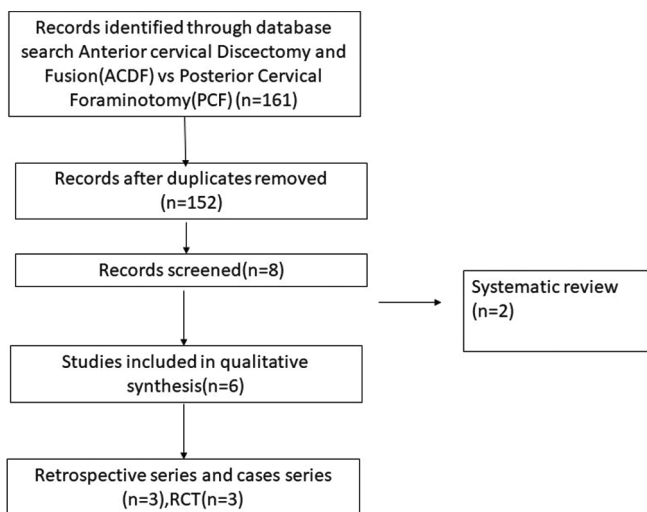 Records identified through database
search Anterior cervical Discectomy and
Fusion(ACDF) vs Posterior Cervical
Foraminotomy(PCF) (n=161)
Records after duplicates removed
(n=152)
Records screened(n=8)
Systematic review
(n=2)
Studies included in qualitative
synthesis(n=6)
Retrospective series and cases series
(n=3),RCT(n=3)